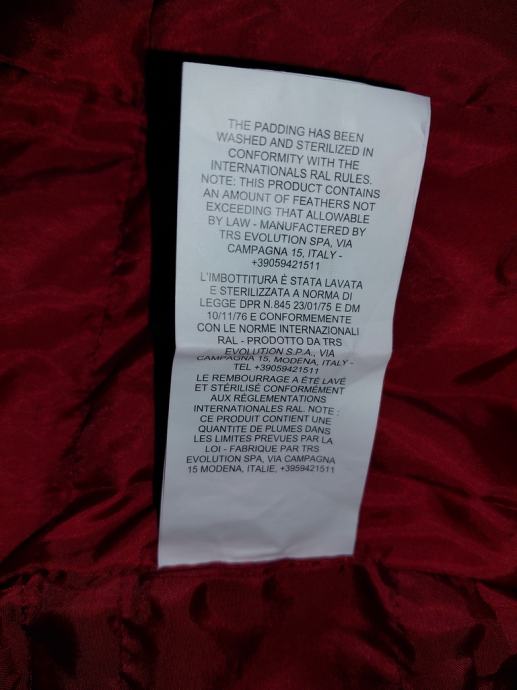 THE PADDING HAS BEEN
WASHED AND STERILIZED IN
CONFORMITY WITH THE
INTERNATIONALS RAL RULES.
NOTE: THIS PRODUCT CONTAINS
AN AMOUNT OF FEATHERS NOT
EXCEEDING THAT ALLOWABLE
BY LAW - MANUFACTURED BY
TRS EVOLUTION SPA, VIA
CAMPAGNA 15, ITALY -
+39059421511
L'IMBOTTITURA È STATA LAVATA
E STERILIZZATA A NORMA DI
LEGGE DPR N.845 23/01/75 E DM
10/11/76 E CONFORMEMENTE
CON LE NORME INTERNAZIONALI
RAL - PRODOTTO DA TRS
EVOLUTION S.P.A., VIA
CAMPAGNA 15, MODENA, ITALY -
TEL +39059421511
LE REMBOURRAGE A ÉTÉ LAVÉ
ET STÉRILISÉ CONFORMÉMENT
AUX RÉGLEMENTATIONS
INTERNATIONALES RAL. NOTE :
CE PRODUIT CONTIENT UNE
QUANTITE DE PLUMES DANS
LES LIMITES PREVUES PAR LA
LOI - FABRIQUE PAR TRS
EVOLUTION SPA, VIA CAMPAGNA
15 MODENA, ITALIE, +3959421511